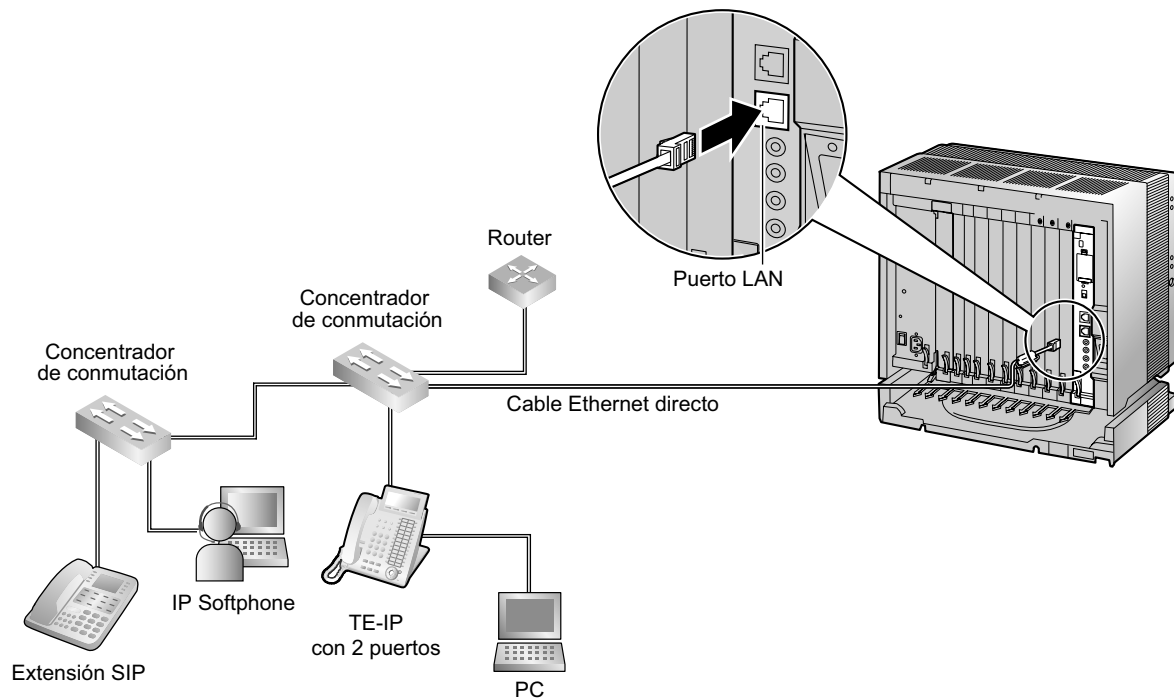 Router
Puerto LAN
Concentrador
de conmutación
Concentrador
de conmutación
Cable Ethernet directo
IP Softphone
TE-IP
con 2 puertos
Extensión SIP
PC